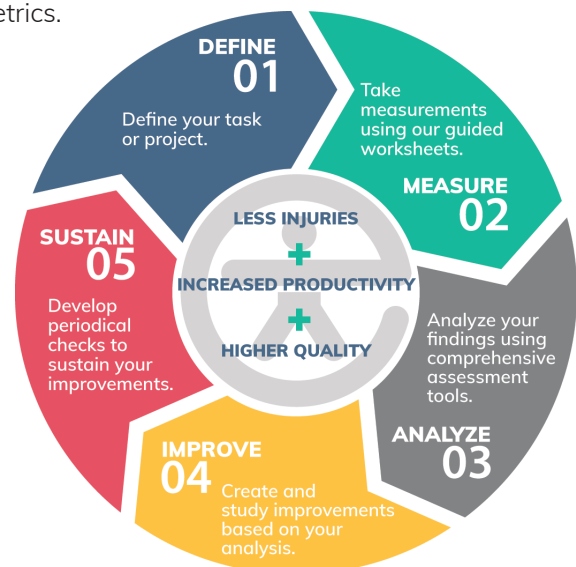 etrics.
DEFINE
01
Define your task
or project.
Take
measurements
using our guided
worksheets.
MEASURE
02
Analyze your
findings using
comprehensive
assessment
tools.
ANALYZE
03
IMPROVE
04
Create and
study improvements
based on your
analysis.
SUSTAIN
05
Develop
periodical
checks to
sustain your
improvements.
LESS INJURIES
+
INCREASED PRODUCTIVITY
+
HIGHER QUALITY